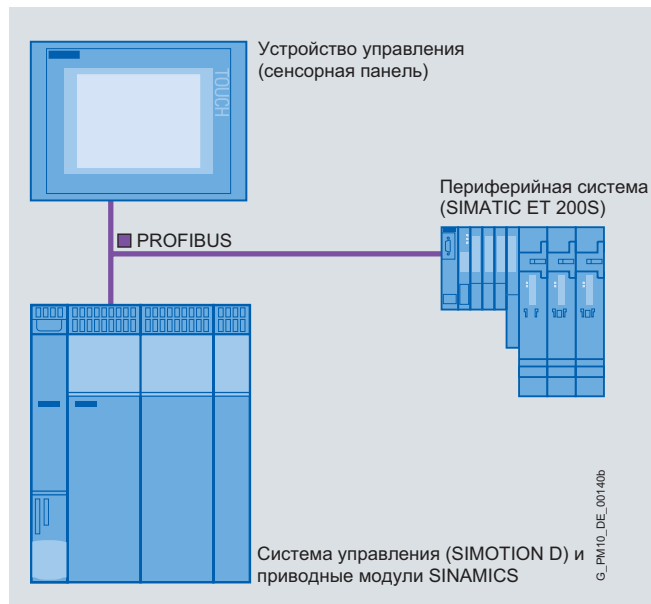 Устройство управления
(сенсорная панель)
TOUCH
Периферийная система
(SIMATIC ET 200S)
PROFIBUS
Система управления (SIMOTION D) и
приводные модули SINAMICS
G_PM10_DE_00140b